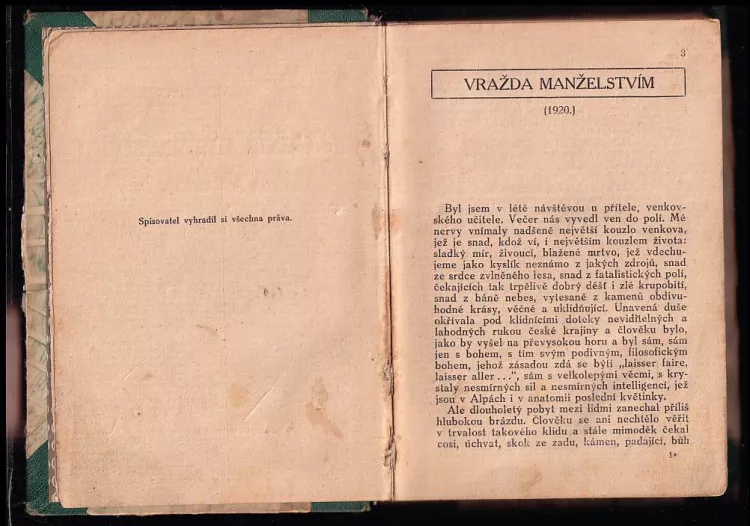 Spisovatel vyhradil si všechna práva.
3
VRAŽDA MANŽELSTVÍM
(1920.)
Byl jsem v létě návštěvou u přítele, venkov-
ského učitele. Večer nás vyvedl ven do polí. Mé
nervy vnímaly nadšeně největší kouzlo venkova,
jež je snad, kdož ví, i největším kouzlem života:
sladký mír, živoucí, blažené mrtvo, jež vdechu-
jeme jako kyslík neznámo z jakých zdrojů, snad
ze srdce zvlněného lesa, snad z fatalistických polí,
čekajících tak trpělivě dobrý déšť i zlé krupobití,
snad z báně nebes, vytesané z kamenů obdivu-
hodné krásy, věčné a uklidňující. Unavená duše
okřívala pod klidnícími doteky neviditelných a
lahodných rukou české krajiny a člověku bylo,
jako by vyšel na převysokou horu a byl sám, sám
jen s bohem, s tím svým podivným, filosofickým
bohem, jehož zásadou zdá se býti „laisser faire,
laisser aller...“, sám s velkolepými věcmi, s kry-
staly nesmírných sil a nesmírných intelligencí, jež
jsou v Alpách i v anatomii poslední květinky.
Ale dlouholetý pobyt mezi lidmi zanechal příliš
hlubokou brázdu. Člověku se ani nechtělo věřit
v trvalost takového klidu a stále mimoděk čekal
cosi, úchvat, skok ze zadu, kámen, padající, bůh
1*